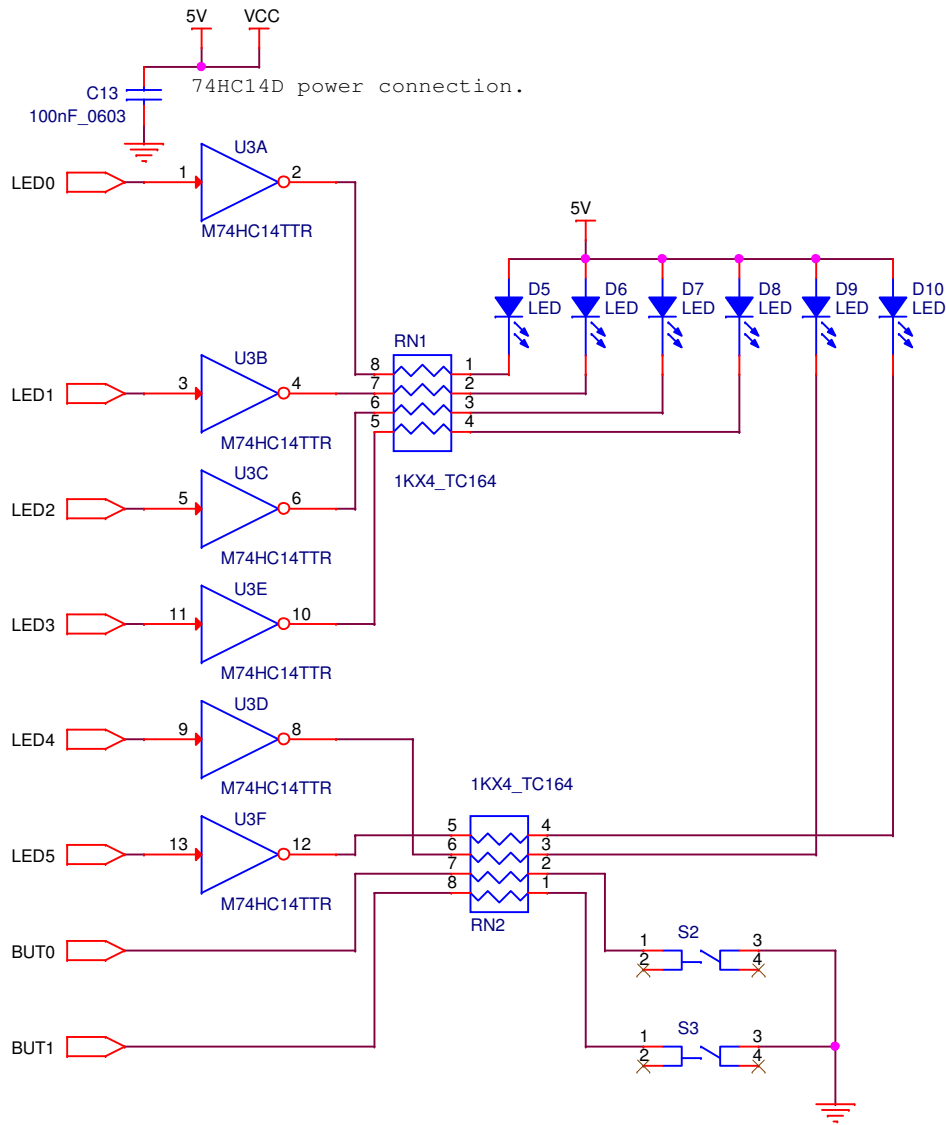 5V VCC
C13
100nF_0603
74HC14D power connection.
LED0
1
U3A
2
M74HC14TTR
5V
D5
LED
D6
LED
D7
LED
D8
LED
D9
LED
D10
LED
LED1
3
U3B
4
M74HC14TTR
RN1
8 1
7 2
6 3
5 4
1KX4_TC164
LED2
5
U3C
6
M74HC14TTR
LED3
11
U3E
10
M74HC14TTR
LED4
9
U3D
8
M74HC14TTR
LED5
13
U3F
12
M74HC14TTR
1KX4_TC164
5 4
6 3
7 2
8 1
RN2
BUT0
S2
1 3
2 4
BUT1
S3
1 3
2 4